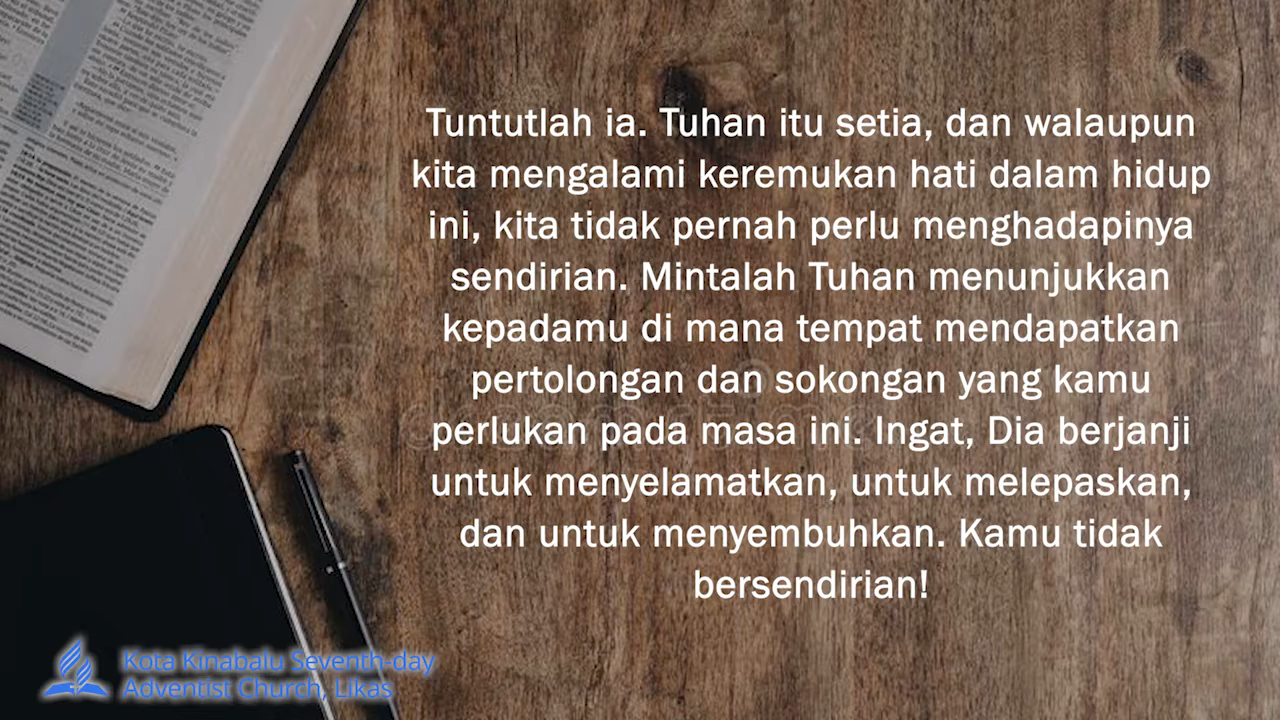 Tuntutlah ia. Tuhan itu setia, dan walaupun
kita mengalami keremukan hati dalam hidup
ini, kita tidak pernah perlu menghadapinya
sendirian. Mintalah Tuhan menunjukkan
kepadamu di mana tempat mendapatkan
pertolongan dan sokongan yang kamu
perlukan pada masa ini. Ingat, Dia berjanji
untuk menyelamatkan, untuk melepaskan,
dan untuk menyembuhkan. Kamu tidak
bersendirian!
Kota Kinabalu Seventh-day
Adventist Church, Likas